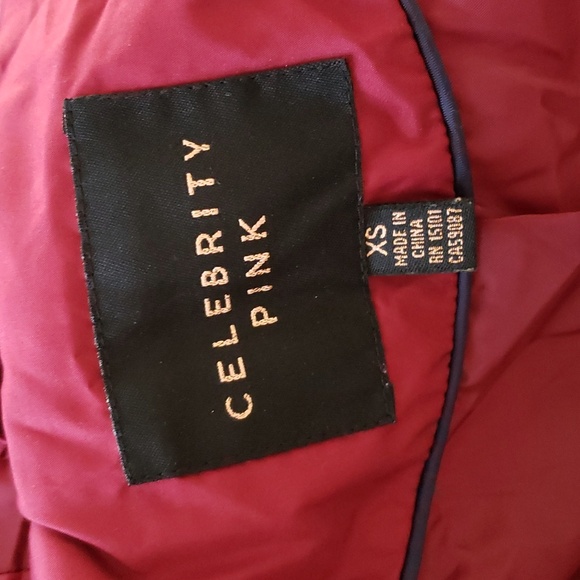 CELEBRITY
PINK
XS
MADE IN
CHINA
RN 15101
CA59087